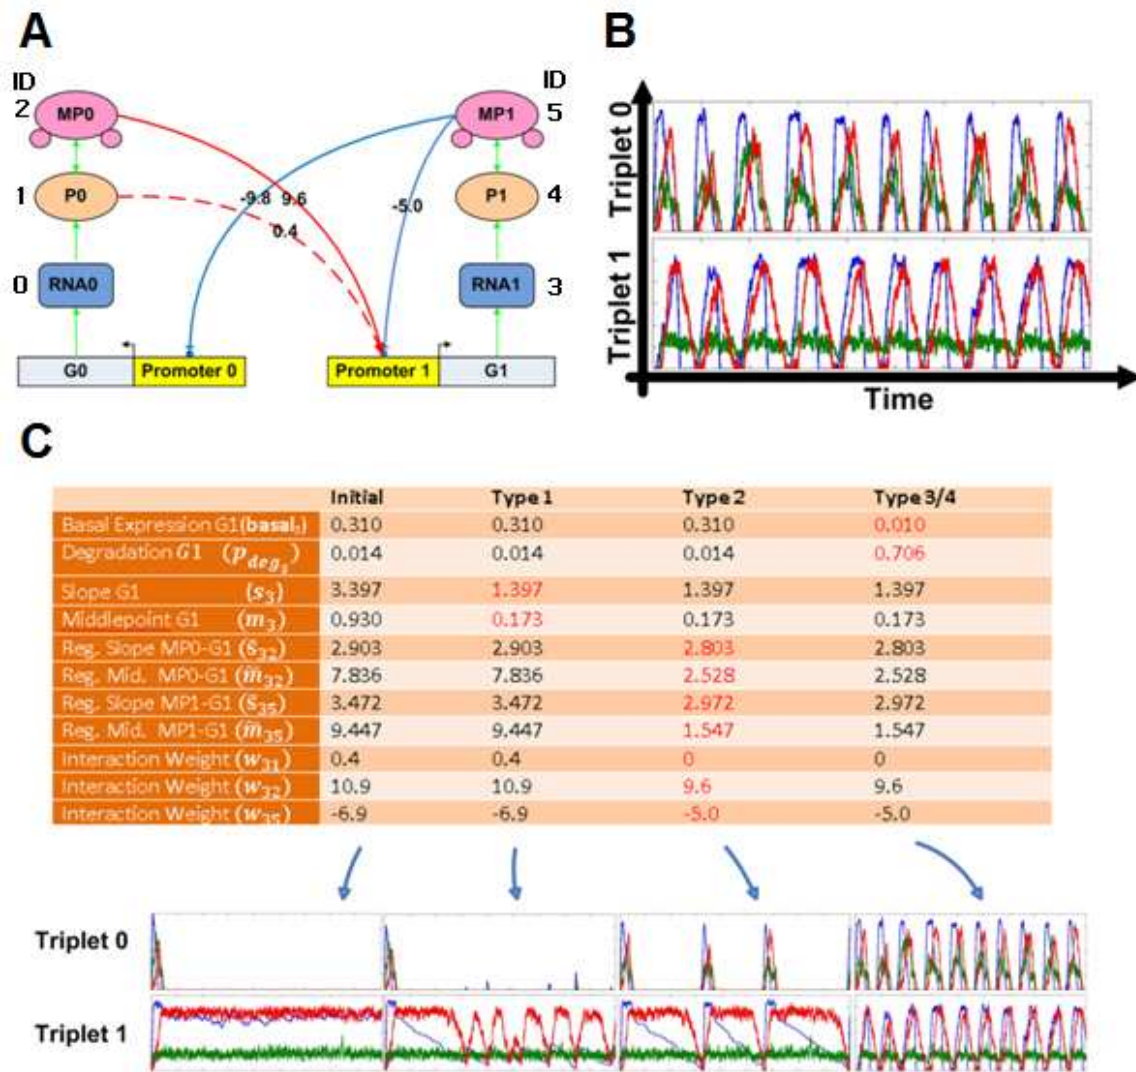 A
B
ID
ID
2
MP0
MP1
5
1
P0
P1
4
-9.8
9.6
-5.0
0.4
0
RNA0
RNA1
3
G0
Promoter 0
Promoter 1
G1
Triplet 0
Triplet 1
Time
C
Initial Type 1 Type 2 Type 3/4
Basal Expression G1(basal₃) 0.310 0.310 0.310 0.010
Degradation G1 (p_deg₃) 0.014 0.014 0.014 0.706
Slope G1 (s₃) 3.397 1.397 1.397 1.397
Middlepoint G1 (m₃) 0.930 0.173 0.173 0.173
Reg. Slope MP0-G1 (ŝ₃₂) 2.903 2.903 2.803 2.803
Reg. Mid. MP0-G1 (m̂₃₂) 7.836 7.836 2.528 2.528
Reg. Slope MP1-G1 (ŝ₃₅) 3.472 3.472 2.972 2.972
Reg. Mid. MP1-G1 (m̂₃₅) 9.447 9.447 1.547 1.547
Interaction Weight (w₃₁) 0.4 0.4 0 0
Interaction Weight (w₃₂) 10.9 10.9 9.6 9.6
Interaction Weight (w₃₅) -6.9 -6.9 -5.0 -5.0
Triplet 0
Triplet 1